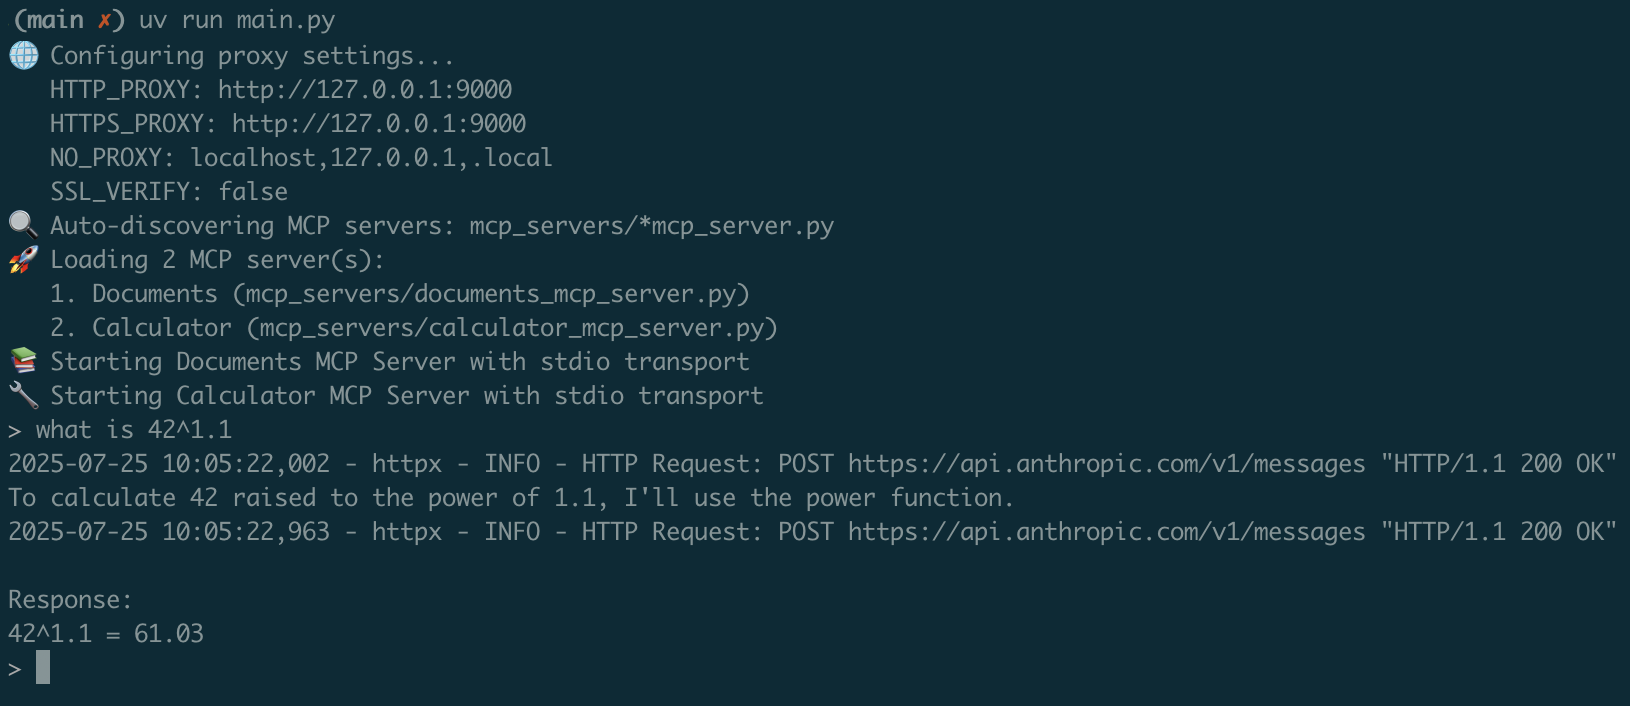 (main ✗) uv run main.py
🌐 Configuring proxy settings...
HTTP_PROXY: http://127.0.0.1:9000
HTTPS_PROXY: http://127.0.0.1:9000
NO_PROXY: localhost,127.0.0.1,.local
SSL_VERIFY: false
🔍 Auto-discovering MCP servers: mcp_servers/*mcp_server.py
🚀 Loading 2 MCP server(s):
1. Documents (mcp_servers/documents_mcp_server.py)
2. Calculator (mcp_servers/calculator_mcp_server.py)
📚 Starting Documents MCP Server with stdio transport
🔧 Starting Calculator MCP Server with stdio transport
> what is 42^1.1
2025-07-25 10:05:22,002 - httpx - INFO - HTTP Request: POST https://api.anthropic.com/v1/messages "HTTP/1.1 200 OK"
To calculate 42 raised to the power of 1.1, I'll use the power function.
2025-07-25 10:05:22,963 - httpx - INFO - HTTP Request: POST https://api.anthropic.com/v1/messages "HTTP/1.1 200 OK"
Response:
42^1.1 = 61.03
>